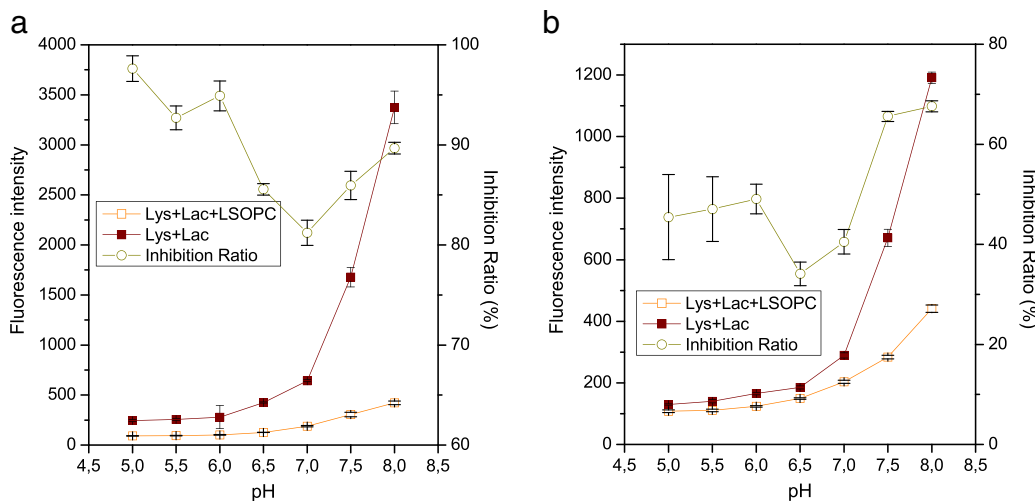 a
4000
3500
3000
2500
2000
1500
1000
500
0
Fluorescence intensity
100
90
80
70
60
Inhibition Ratio (%)
Lys+Lac+LSOPC
Lys+Lac
Inhibition Ratio
4,5 5,0 5,5 6,0 6,5 7,0 7,5 8,0 8,5
pH
b
1200
1000
800
600
400
200
0
Fluorescence intensity
80
60
40
20
0
Inhibition Ratio (%)
Lys+Lac+LSOPC
Lys+Lac
Inhibition Ratio
4,5 5,0 5,5 6,0 6,5 7,0 7,5 8,0 8,5
pH